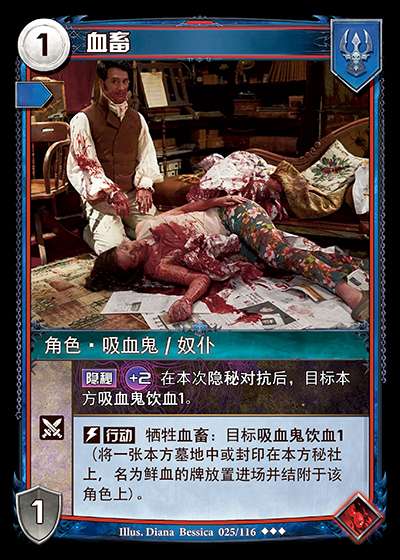 1
血畜
角色・吸血鬼 / 奴仆
隐秘 +2 在本次隐秘对抗后，目标本
方吸血鬼饮血1。
行动 牺牲血畜：目标吸血鬼饮血1
（将一张本方墓地中或封印在本方秘社
上，名为鲜血的牌放置进场并结附于该
角色上）。
1
Illus. Diana Bessica 025/116